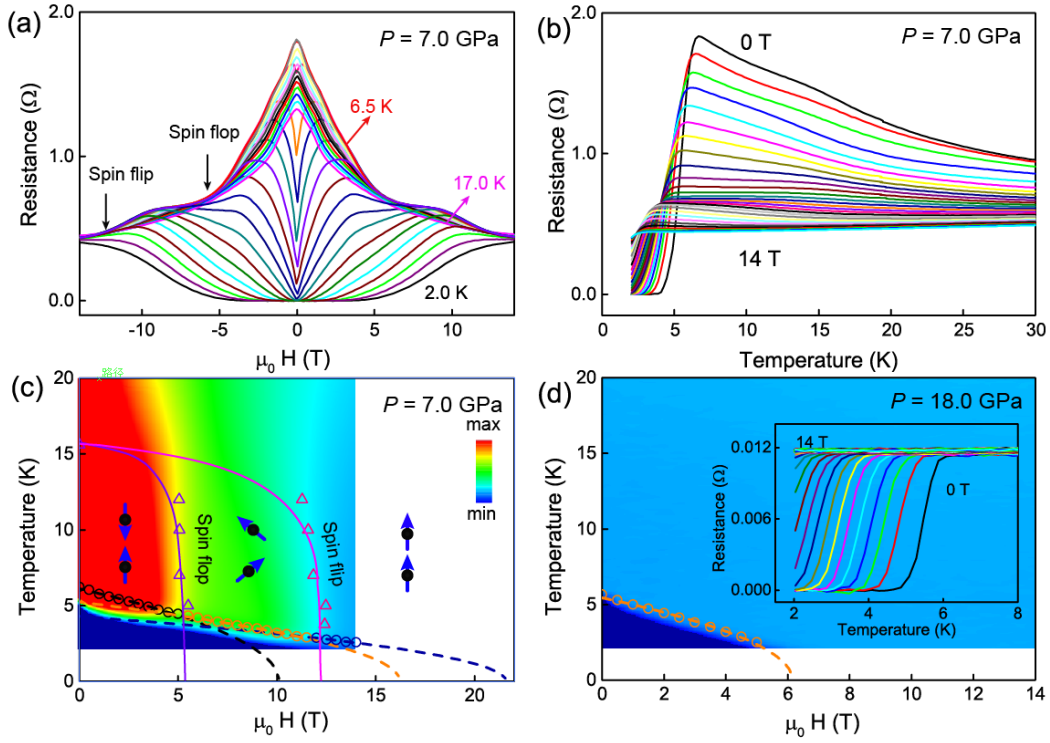 (a)
P = 7.0 GPa
2.0
1.0
0.0
Resistance (Ω)
Spin flop
Spin flip
6.5 K
17.0 K
2.0 K
-10
-5
0
5
10
μ₀ H (T)
(b)
P = 7.0 GPa
2.0
1.0
0.0
Resistance (Ω)
0 T
14 T
0
5
10
15
20
25
30
Temperature (K)
(c)
路径
P = 7.0 GPa
max
min
20
15
10
5
0
Temperature (K)
Spin flop
Spin flip
0
5
10
15
20
μ₀ H (T)
(d)
P = 18.0 GPa
20
15
10
5
0
Temperature (K)
0.012
0.006
0.000
Resistance (Ω)
14 T
0 T
2
4
6
8
Temperature (K)
0
2
4
6
8
10
12
14
μ₀ H (T)